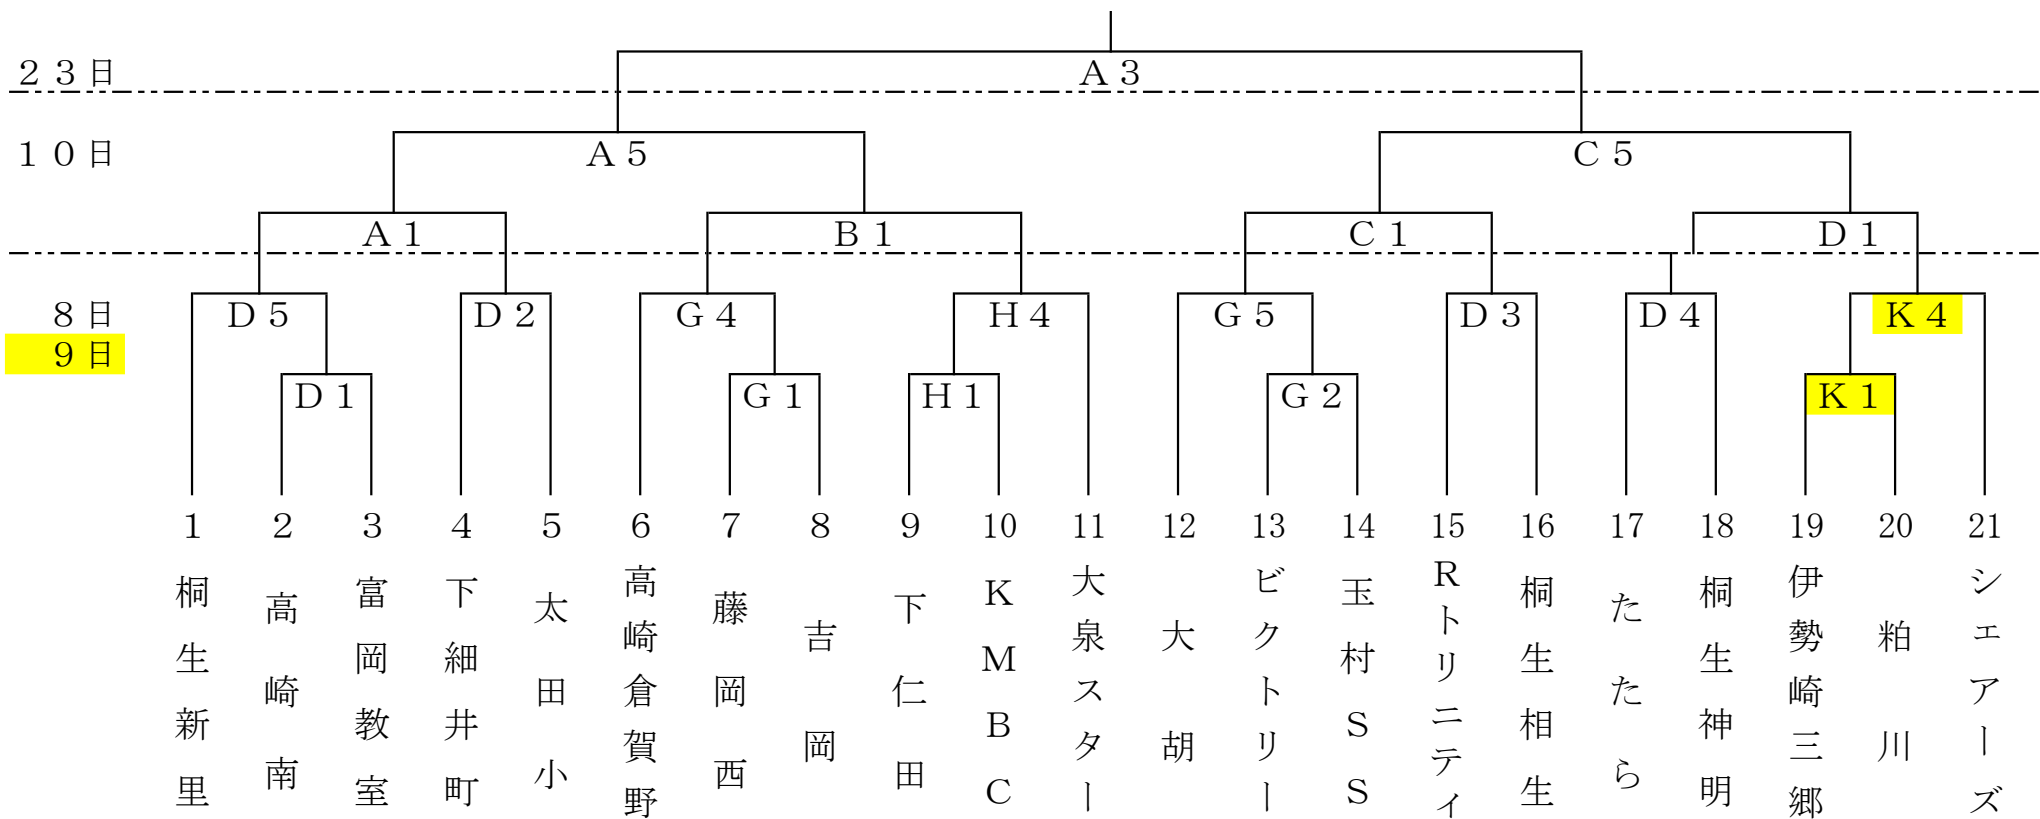 ２３日
Ａ３
１０日
Ａ５
Ｃ５
Ａ１
Ｂ１
Ｃ１
Ｄ１
８日
Ｄ５
Ｄ２
Ｇ４
Ｈ４
Ｇ５
Ｄ３
Ｄ４
Ｋ４
９日
Ｄ１
Ｇ１
Ｈ１
Ｇ２
Ｋ１
1
2
3
4
5
6
7
8
9
10
11
12
13
14
15
16
17
18
19
20
21
桐生新里
高崎南
富岡教室
下細井町
太田小
高崎倉賀野
藤岡西
吉岡
下仁田
ＫＭＢＣ
大泉スター
大胡
ビクトリー
玉村ＳＳ
Ｒトリニティ
桐生相生
たたら
桐生神明
伊勢崎三郷
粕川
シェアーズ